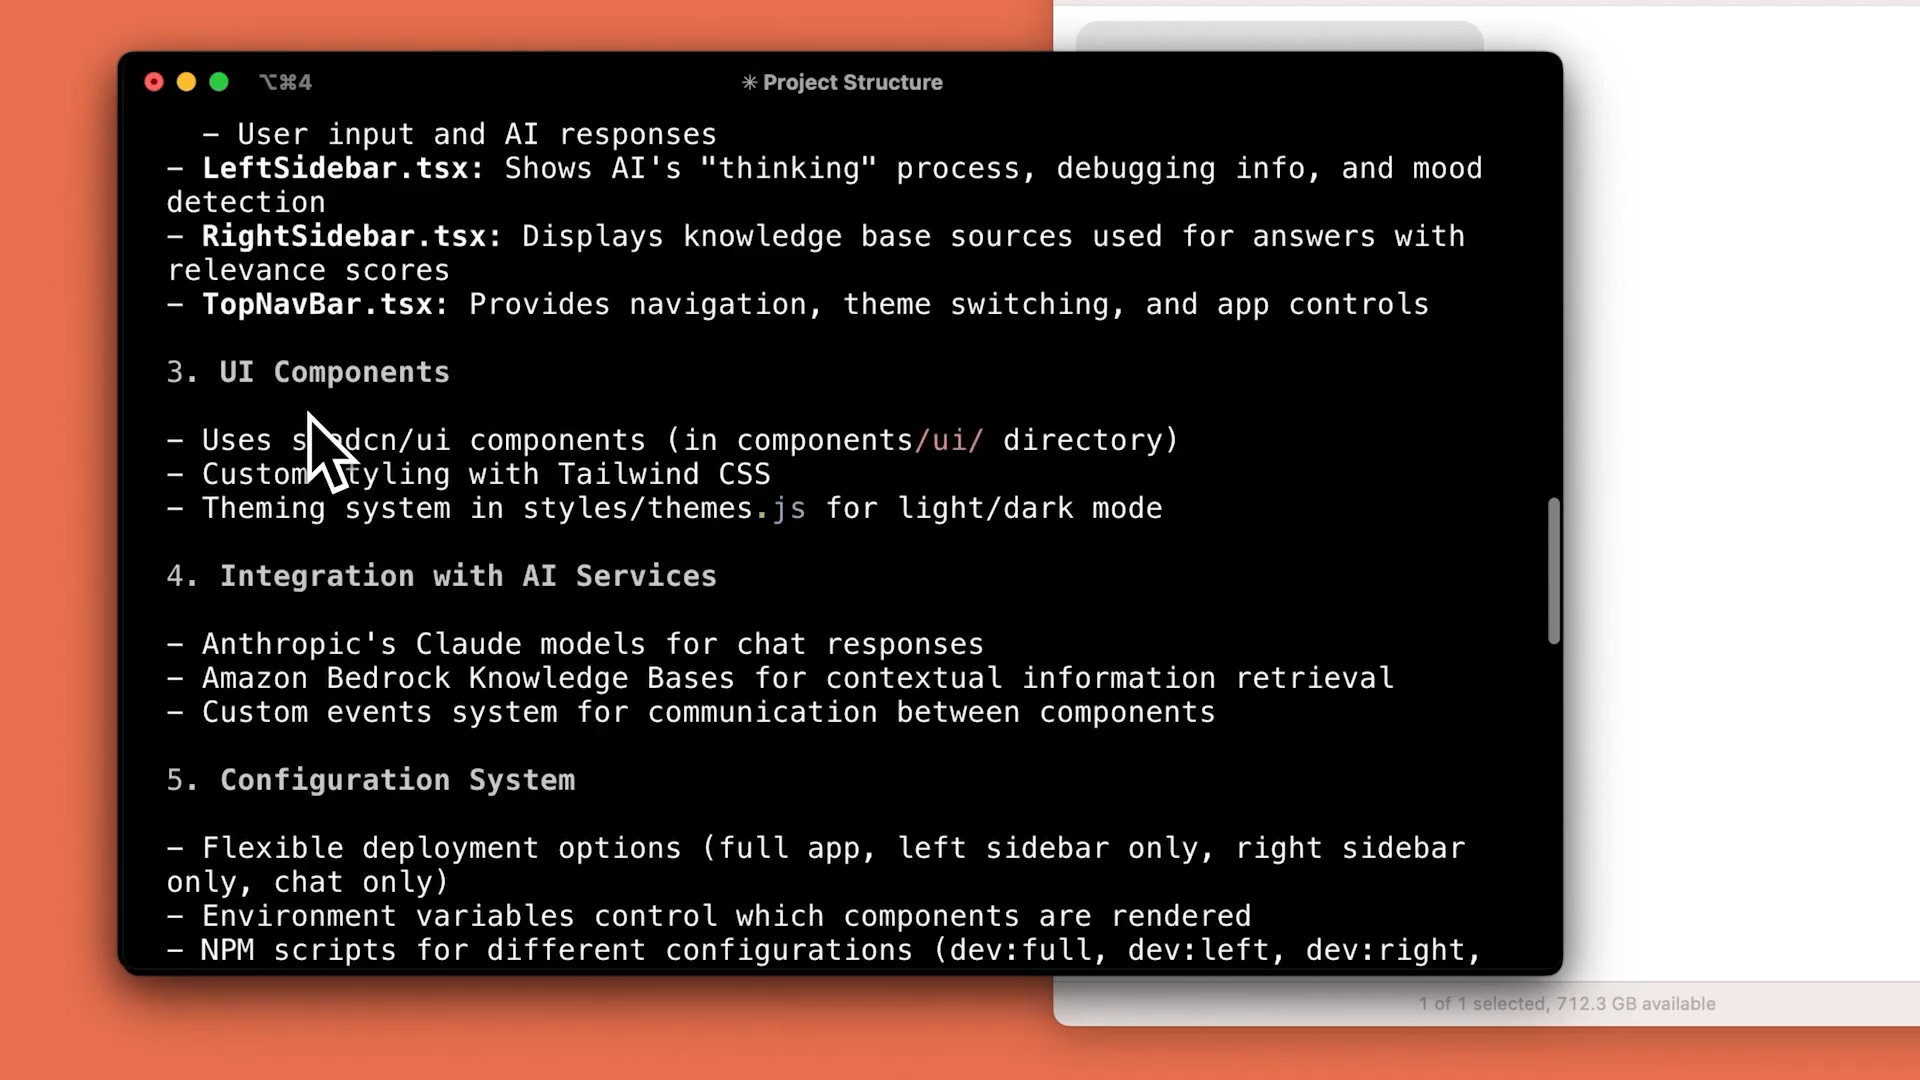 ⌥⌘4
✳ Project Structure
- User input and AI responses
- LeftSidebar.tsx: Shows AI's "thinking" process, debugging info, and mood
detection
- RightSidebar.tsx: Displays knowledge base sources used for answers with
relevance scores
- TopNavBar.tsx: Provides navigation, theme switching, and app controls
3. UI Components
- Uses components (in components/ui/ directory)
- Custom with Tailwind CSS
- Theming system in styles/themes.js for light/dark mode
4. Integration with AI Services
- Anthropic's Claude models for chat responses
- Amazon Bedrock Knowledge Bases for contextual information retrieval
- Custom events system for communication between components
5. Configuration System
- Flexible deployment options (full app, left sidebar only, right sidebar
only, chat only)
- Environment variables control which components are rendered
- NPM scripts for different configurations (dev:full, dev:left, dev:right,
1 of 1 selected, 712.3 GB available